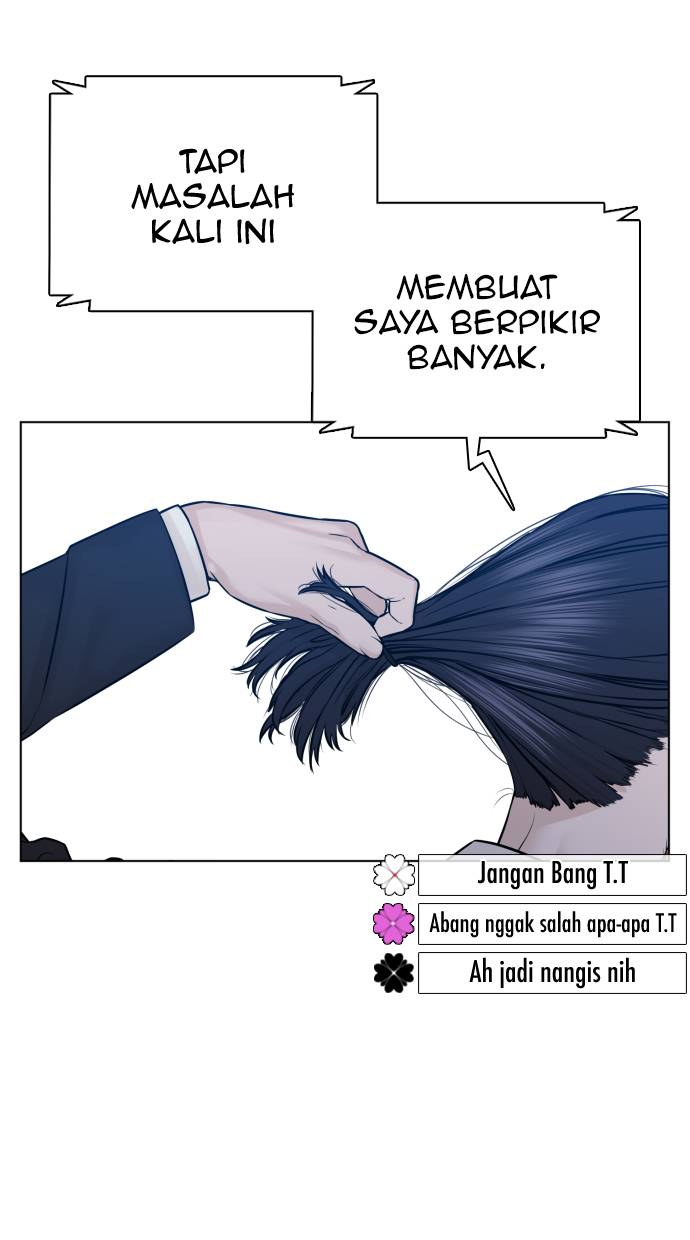 TAPI
MASALAH
KALI INI
MEMBUAT
SAYA BERPIKIR
BANYAK.
Jangan Bang T.T
Abang nggak salah apa-apa T.T
Ah jadi nangis nih